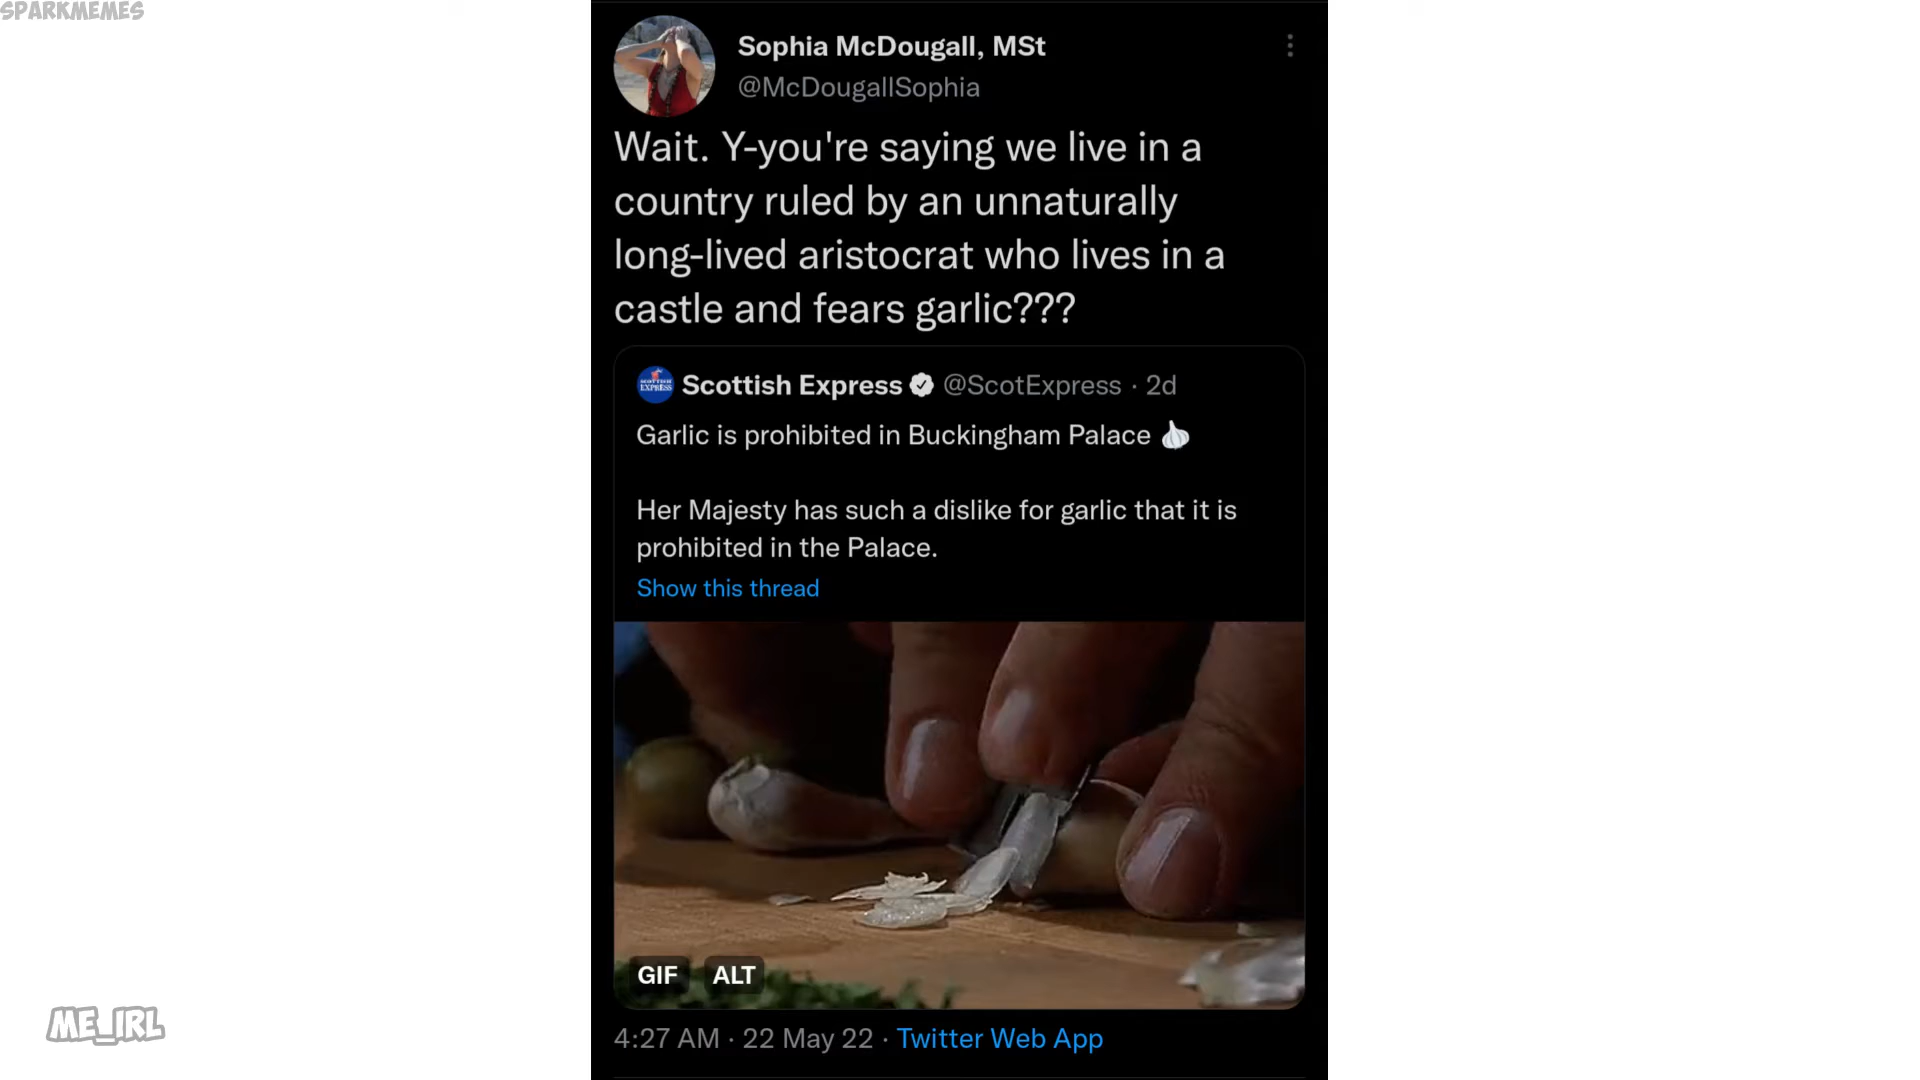 SPARKMEMES
Sophia McDougall, MSt
@McDougallSophia
Wait. Y-you're saying we live in a
country ruled by an unnaturally
long-lived aristocrat who lives in a
castle and fears garlic???
SCOTTISH
EXPRESS
Scottish Express @ScotExpress · 2d
Garlic is prohibited in Buckingham Palace 🧄
Her Majesty has such a dislike for garlic that it is
prohibited in the Palace.
Show this thread
GIF ALT
ME_IRL
4:27 AM · 22 May 22 · Twitter Web App